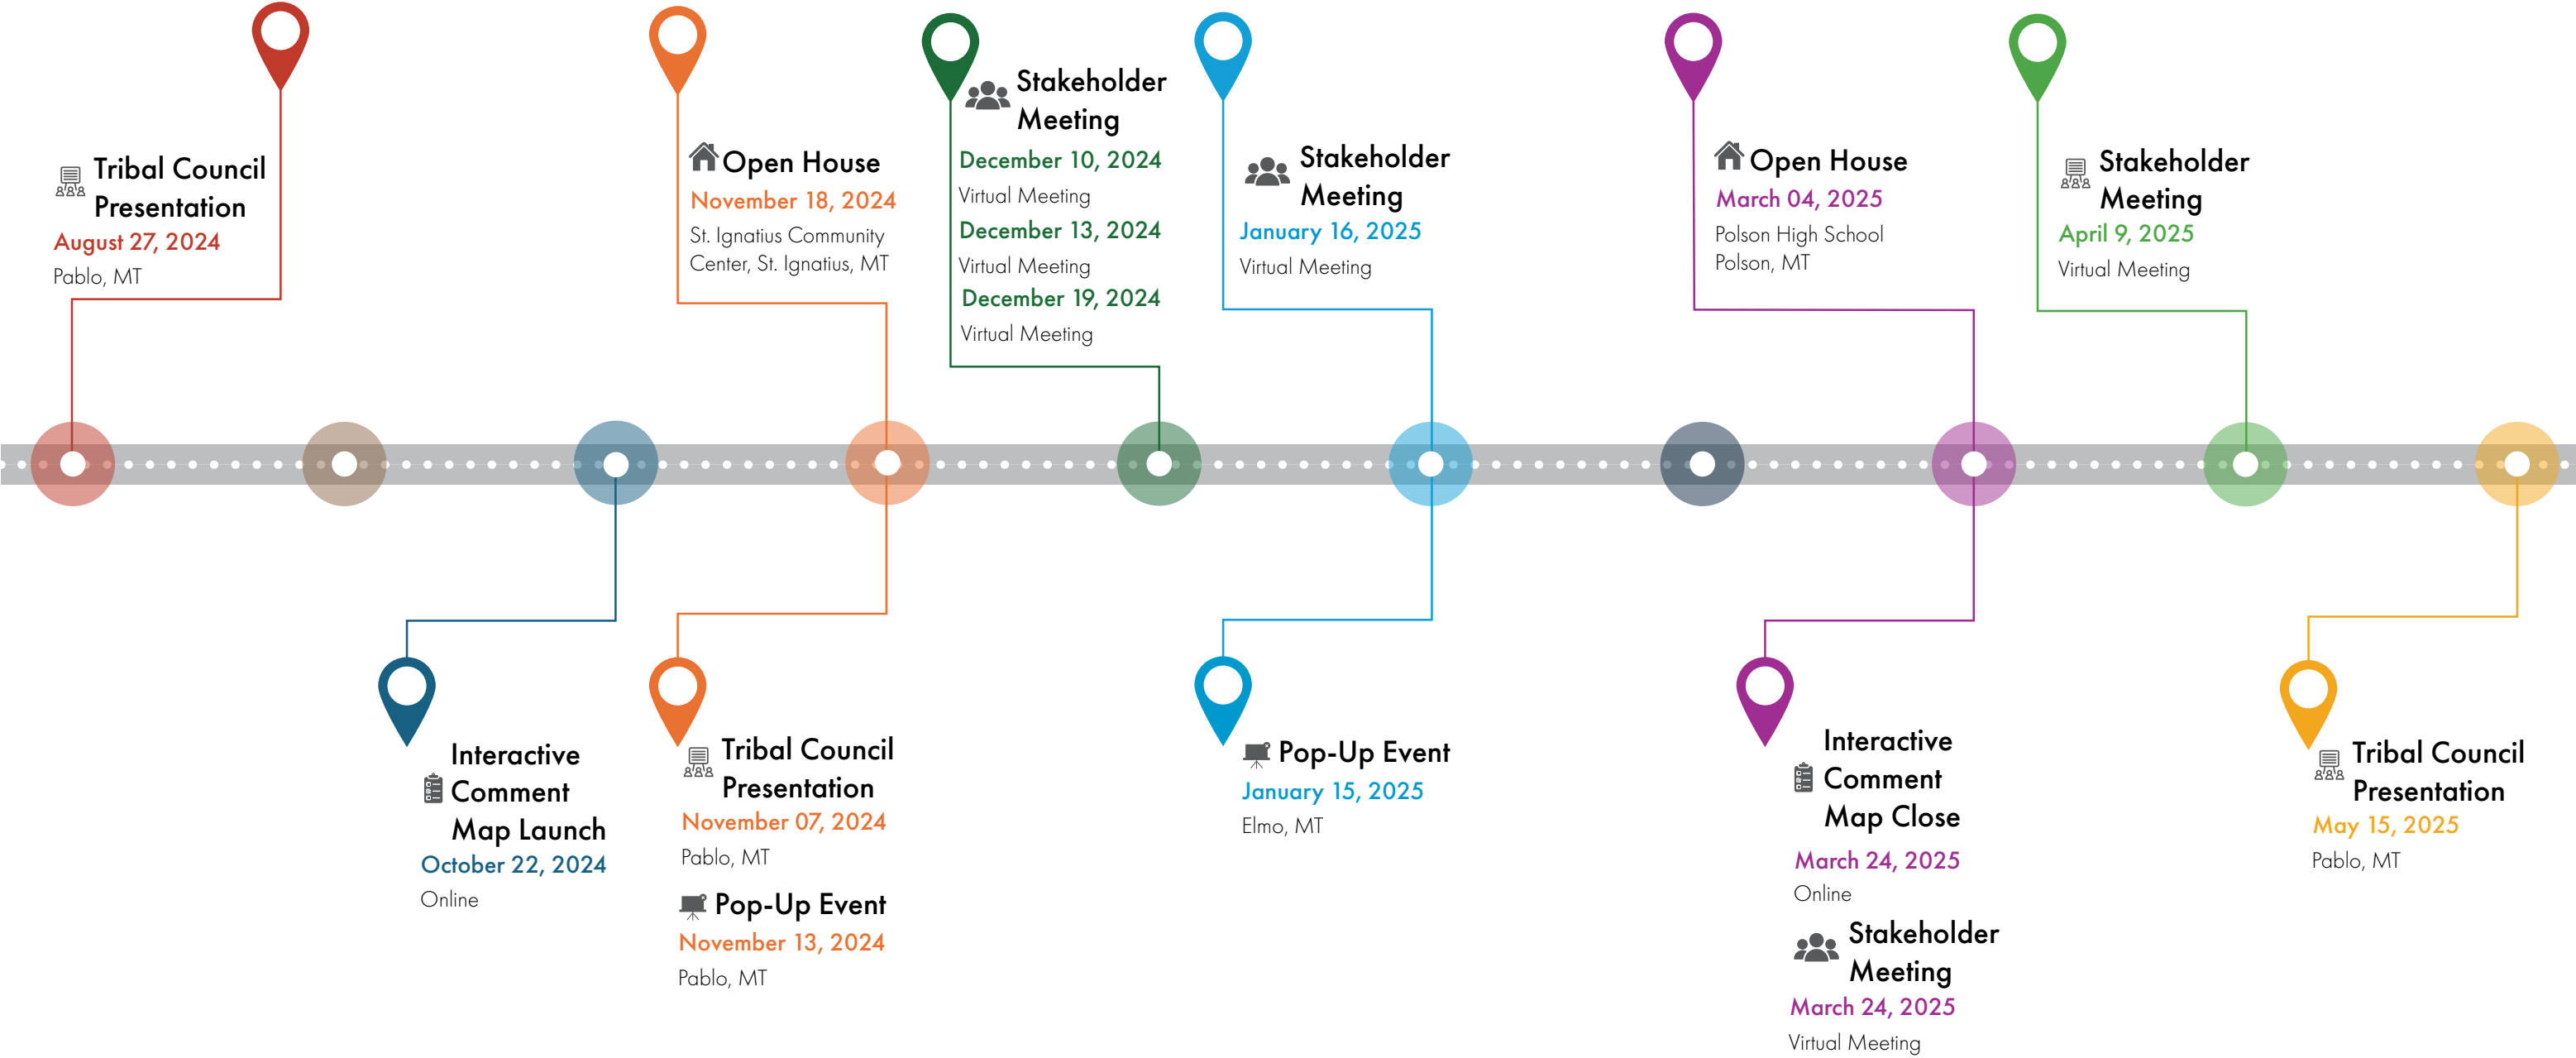 Tribal Council
Presentation
August 27, 2024
Pablo, MT
Open House
November 18, 2024
St. Ignatius Community
Center, St. Ignatius, MT
Stakeholder
Meeting
December 10, 2024
Virtual Meeting
December 13, 2024
Virtual Meeting
December 19, 2024
Virtual Meeting
Stakeholder
Meeting
January 16, 2025
Virtual Meeting
Open House
March 04, 2025
Polson High School
Polson, MT
Stakeholder
Meeting
April 9, 2025
Virtual Meeting
Interactive
Comment
Map Launch
October 22, 2024
Online
Tribal Council
Presentation
November 07, 2024
Pablo, MT
Pop-Up Event
November 13, 2024
Pablo, MT
Pop-Up Event
January 15, 2025
Elmo, MT
Interactive
Comment
Map Close
March 24, 2025
Online
Stakeholder
Meeting
March 24, 2025
Virtual Meeting
Tribal Council
Presentation
May 15, 2025
Pablo, MT